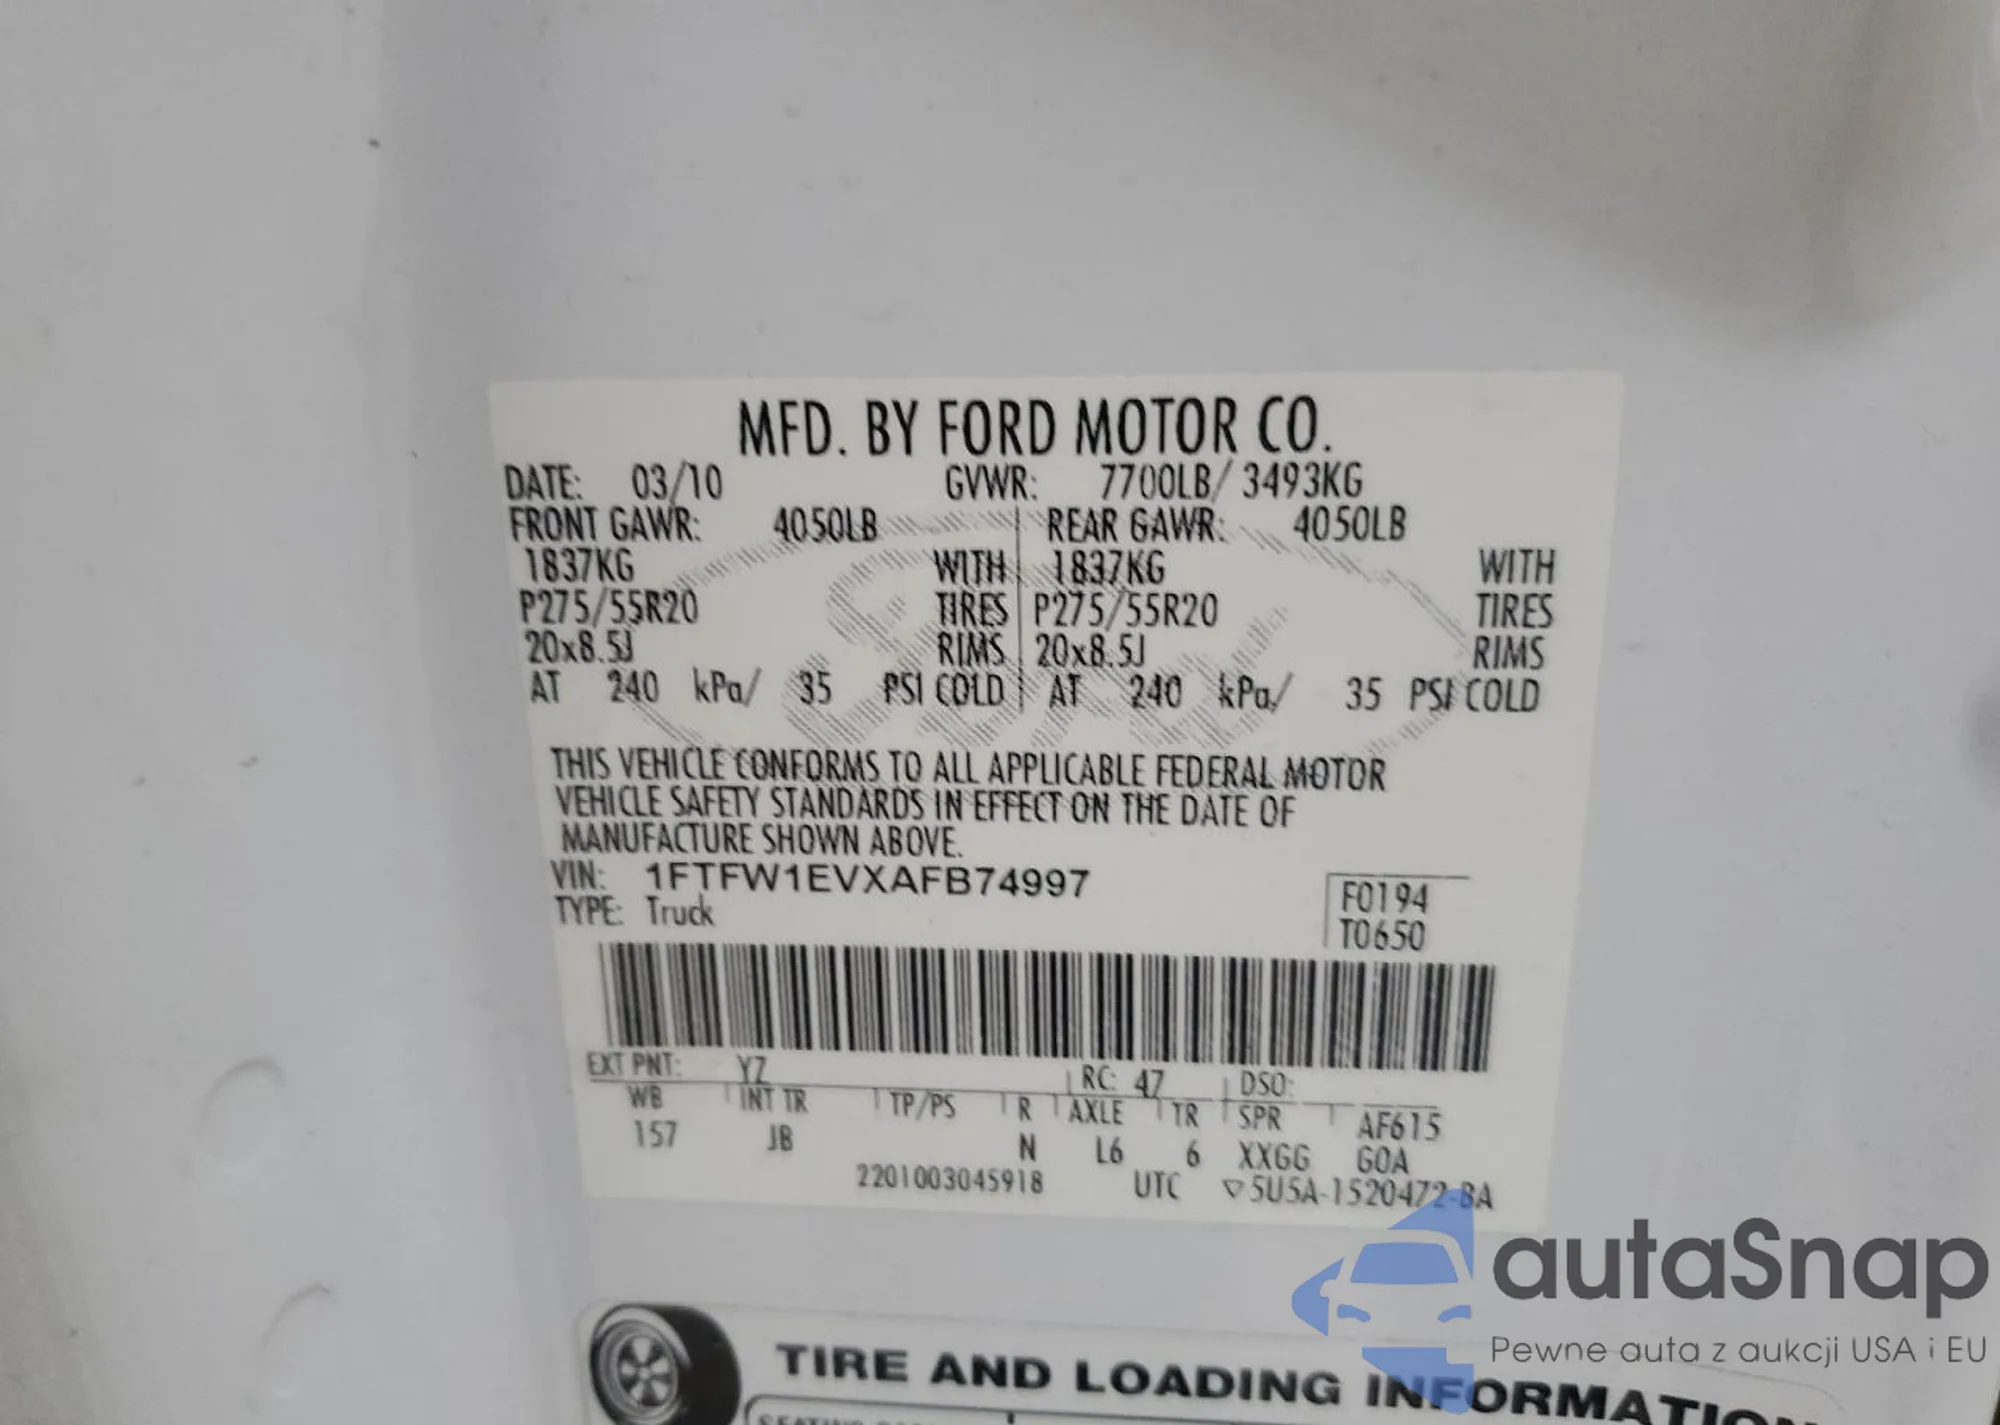 MFD. BY FORD MOTOR CO.
DATE: 03/10 GVWR: 7700LB/ 3493KG
FRONT GAWR: 4050LB REAR GAWR: 4050LB
1837KG WITH 1837KG WITH
P275/55R20 TIRES P275/55R20 TIRES
20x8.5J RIMS 20x8.5J RIMS
AT 240 kPa/ 35 PSI COLD AT 240 kPa/ 35 PSI COLD
THIS VEHICLE CONFORMS TO ALL APPLICABLE FEDERAL MOTOR
VEHICLE SAFETY STANDARDS IN EFFECT ON THE DATE OF
MANUFACTURE SHOWN ABOVE.
VIN: 1FTFW1EVXAFB74997
TYPE: Truck
F0194
T0650
EXT PNT: YZ RC: 47 DSO:
WB INT TR TP/PS R AXLE TR SPR AF615
157 JB N L6 6 XXGG GOA
2201003045918 UTC ▽5U5A-1520472-BA
autaSnap
Pewne auta z aukcji USA i EU
TIRE AND LOADING INFORMATION